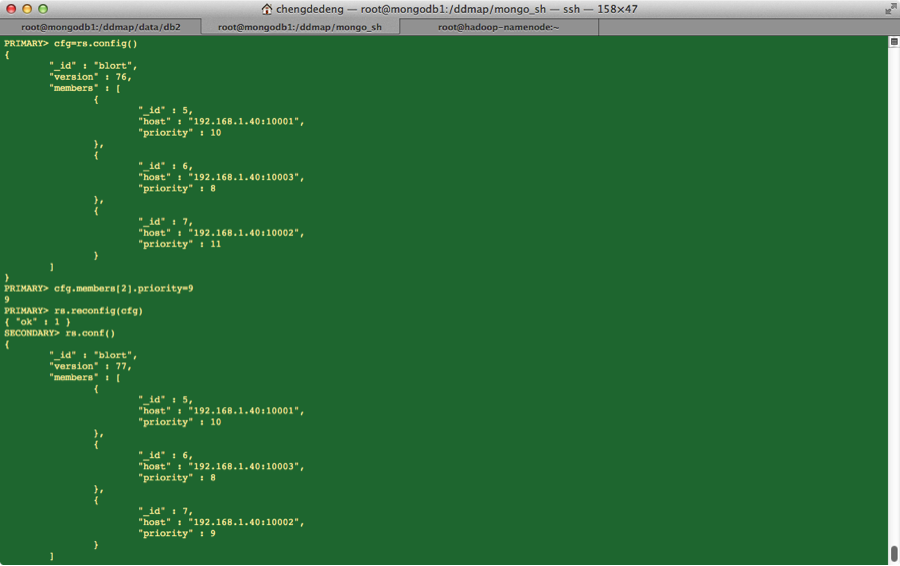 chengdedeng — root@mongodb1:/ddmap/mongo_sh — ssh — 158×47
root@mongodb1:/ddmap/data/db2
root@mongodb1:/ddmap/mongo_sh
root@hadoop-namenode:~
PRIMARY> cfg=rs.config()
{
"_id" : "blort",
"version" : 76,
"members" : [
{
"_id" : 5,
"host" : "192.168.1.40:10001",
"priority" : 10
},
{
"_id" : 6,
"host" : "192.168.1.40:10003",
"priority" : 8
},
{
"_id" : 7,
"host" : "192.168.1.40:10002",
"priority" : 11
}
]
}
PRIMARY> cfg.members[2].priority=9
9
PRIMARY> rs.reconfig(cfg)
{ "ok" : 1 }
SECONDARY> rs.conf()
{
"_id" : "blort",
"version" : 77,
"members" : [
{
"_id" : 5,
"host" : "192.168.1.40:10001",
"priority" : 10
},
{
"_id" : 6,
"host" : "192.168.1.40:10003",
"priority" : 8
},
{
"_id" : 7,
"host" : "192.168.1.40:10002",
"priority" : 9
}
]